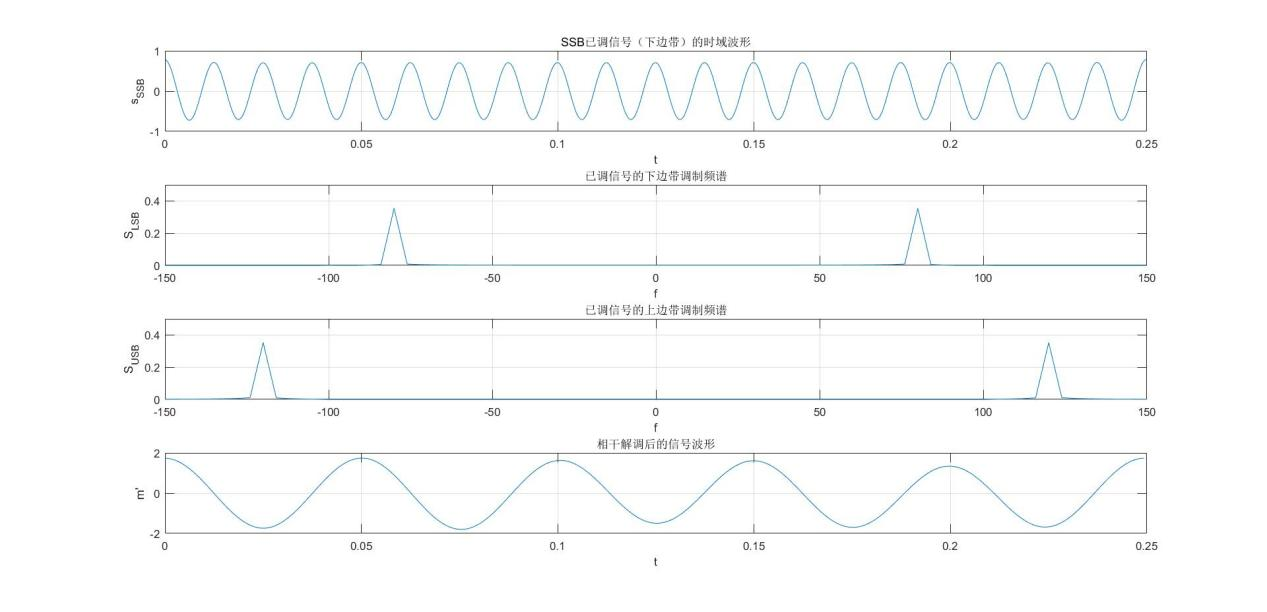 SSB已调信号（下边带）的时域波形
1
0
-1
sSSB
0 0.05 0.1 0.15 0.2 0.25
t
已调信号的下边带调制频谱
0.4
0.2
0
SLSB
-150 -100 -50 0 50 100 150
f
已调信号的上边带调制频谱
0.4
0.2
0
SUSB
-150 -100 -50 0 50 100 150
f
相干解调后的信号波形
2
0
-2
m'
0 0.05 0.1 0.15 0.2 0.25
t